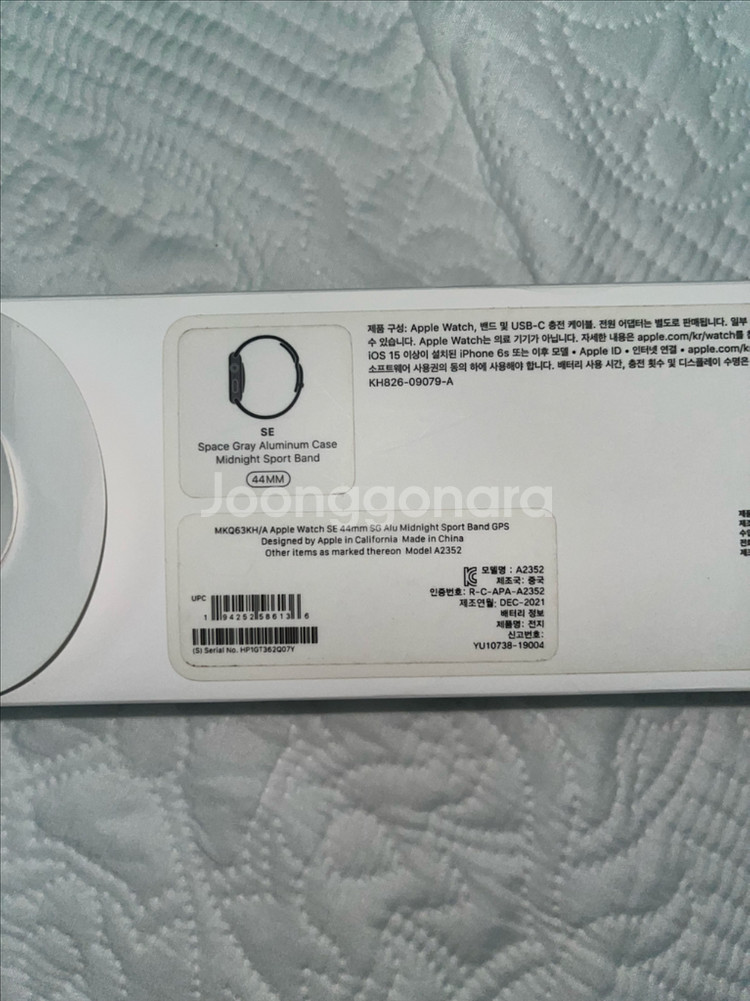 제품 구성: Apple Watch, 밴드 및 USB-C 충전 케이블. 전원 어댑터는 별도로 판매됩니다. 일부
수 있습니다. Apple Watch는 의료 기기가 아닙니다. 자세한 내용은 apple.com/kr/watch를
iOS 15 이상이 설치된 iPhone 6s 또는 이후 모델 • Apple ID • 인터넷 연결 • apple.com/k
소프트웨어 사용권의 동의 하에 사용해야 합니다. 배터리 사용 시간, 충전 횟수 및 디스플레이 수명은
KH826-09079-A
SE
Space Gray Aluminum Case
Midnight Sport Band
44MM
Joonggonara
MKQ63KH/A Apple Watch SE 44mm SG Alu Midnight Sport Band GPS
Designed by Apple in California Made in China
Other items as marked thereon Model A2352
모델명 : A2352
제조국: 중국
인증번호: R-C-APA-A2352
제조연월: DEC-2021
배터리 정보
제품명: 전지
신고번호:
YU10738-19004
UPC
1 94252 58613 6
(S) Serial No. HP1GT362Q07Y